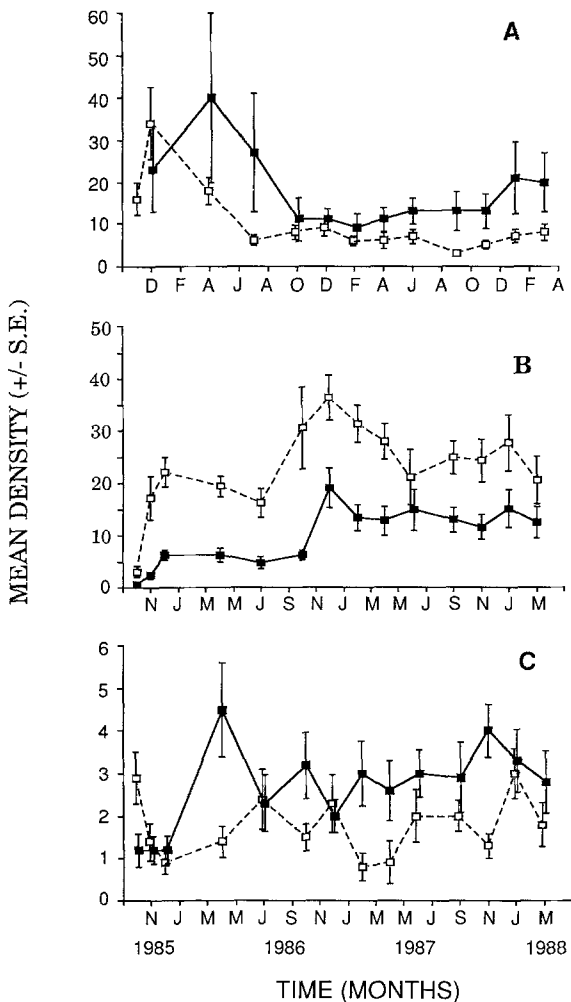 MEAN DENSITY (+/- S.E.)
A
60
50
40
30
20
10
0
D F A J A O D F A J A O D F A
B
50
40
30
20
10
0
N J M M J S N J M M J S N J M
C
6
5
4
3
2
1
0
N J M M J S N J M M J S N J M
1985 1986 1987 1988
TIME (MONTHS)